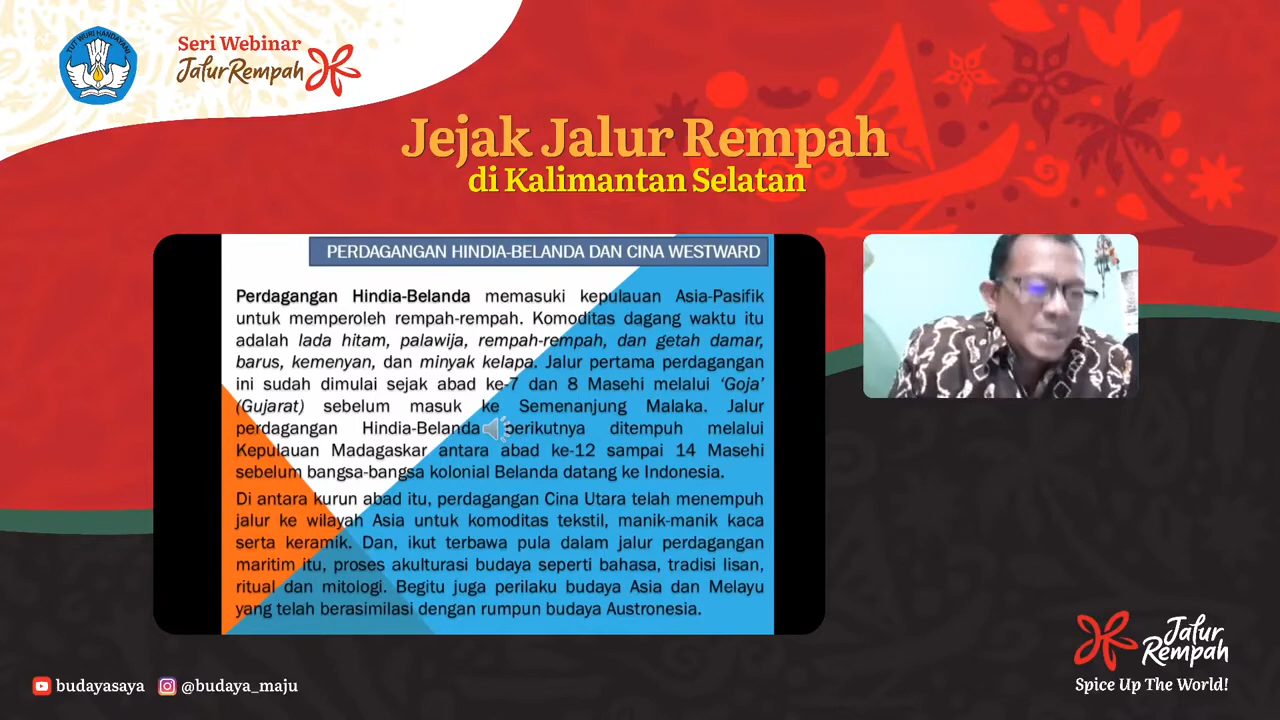 TUT WURI HANDAYANI
Seri Webinar
Jalur Rempah
Jejak Jalur Rempah
di Kalimantan Selatan
PERDAGANGAN HINDIA-BELANDA DAN CINA WESTWARD
Perdagangan Hindia-Belanda memasuki kepulauan Asia-Pasifik
untuk memperoleh rempah-rempah. Komoditas dagang waktu itu
adalah lada hitam, palawija, rempah-rempah, dan getah damar,
barus, kemenyan, dan minyak kelapa. Jalur pertama perdagangan
ini sudah dimulai sejak abad ke-7 dan 8 Masehi melalui ‘Goja’
(Gujarat) sebelum masuk ke Semenanjung Malaka. Jalur
perdagangan Hindia-Belanda berikutnya ditempuh melalui
Kepulauan Madagaskar antara abad ke-12 sampai 14 Masehi
sebelum bangsa-bangsa kolonial Belanda datang ke Indonesia.
Di antara kurun abad itu, perdagangan Cina Utara telah menempuh
jalur ke wilayah Asia untuk komoditas tekstil, manik-manik kaca
serta keramik. Dan, ikut terbawa pula dalam jalur perdagangan
maritim itu, proses akulturasi budaya seperti bahasa, tradisi lisan,
ritual dan mitologi. Begitu juga perilaku budaya Asia dan Melayu
yang telah berasimilasi dengan rumpun budaya Austronesia.
Jalur
Rempah
Spice Up The World!
budayasaya @budaya_maju